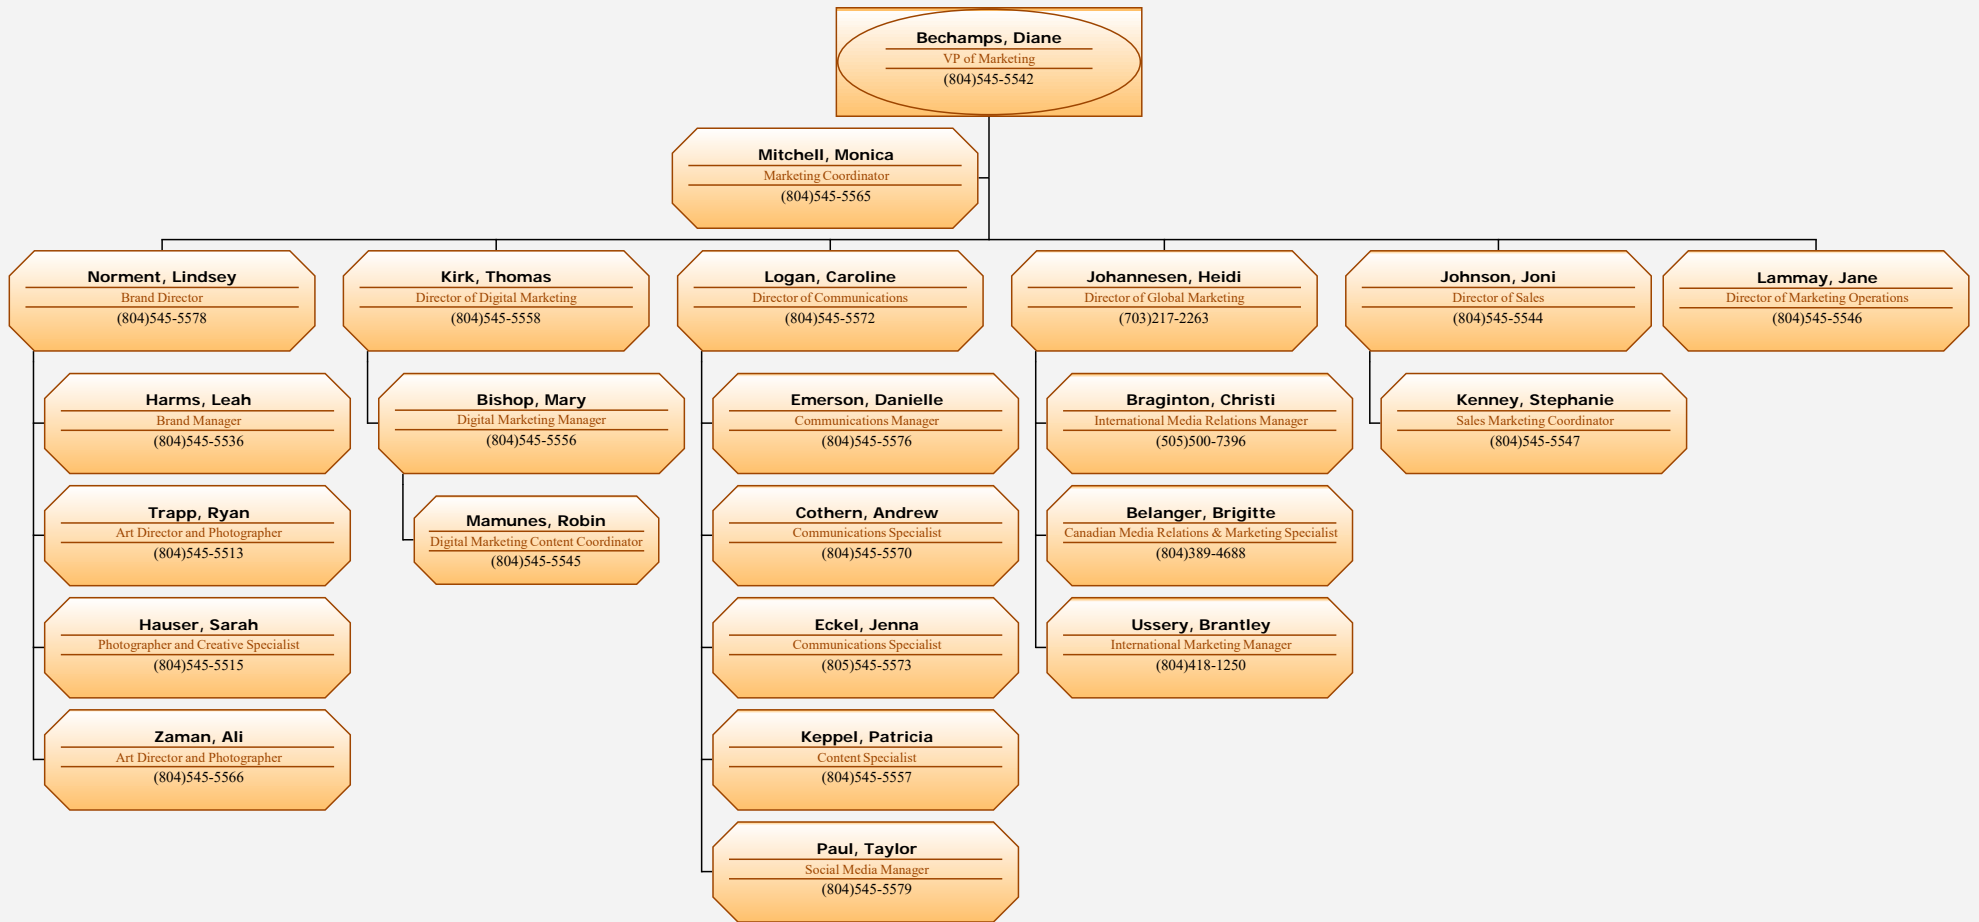 Bechamps, Diane
VP of Marketing
(804)545-5542
Mitchell, Monica
Marketing Coordinator
(804)545-5565
Norment, Lindsey
Brand Director
(804)545-5578
Kirk, Thomas
Director of Digital Marketing
(804)545-5558
Logan, Caroline
Director of Communications
(804)545-5572
Johannesen, Heidi
Director of Global Marketing
(703)217-2263
Johnson, Joni
Director of Sales
(804)545-5544
Lammay, Jane
Director of Marketing Operations
(804)545-5546
Harms, Leah
Brand Manager
(804)545-5536
Trapp, Ryan
Art Director and Photographer
(804)545-5513
Hauser, Sarah
Photographer and Creative Specialist
(804)545-5515
Zaman, Ali
Art Director and Photographer
(804)545-5566
Bishop, Mary
Digital Marketing Manager
(804)545-5556
Mamunes, Robin
Digital Marketing Content Coordinator
(804)545-5545
Emerson, Danielle
Communications Manager
(804)545-5576
Cothern, Andrew
Communications Specialist
(804)545-5570
Eckel, Jenna
Communications Specialist
(805)545-5573
Keppel, Patricia
Content Specialist
(804)545-5557
Paul, Taylor
Social Media Manager
(804)545-5579
Braginton, Christi
International Media Relations Manager
(505)500-7396
Belanger, Brigitte
Canadian Media Relations & Marketing Specialist
(804)389-4688
Ussery, Brantley
International Marketing Manager
(804)418-1250
Kenney, Stephanie
Sales Marketing Coordinator
(804)545-5547